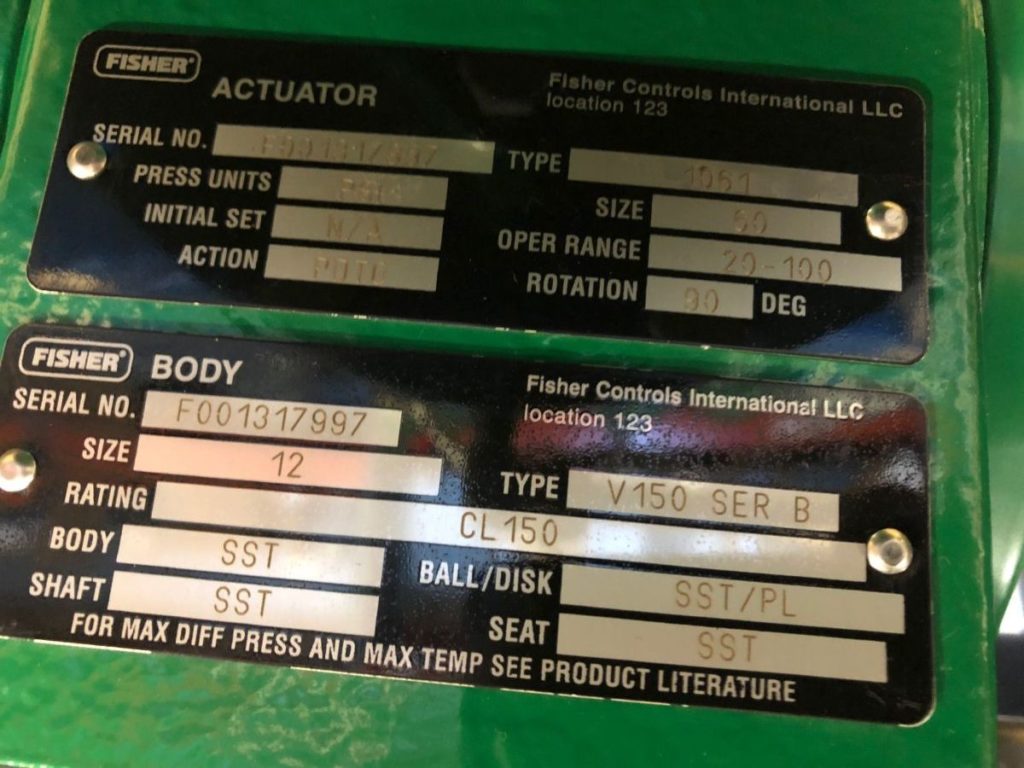 FISHER® ACTUATOR
Fisher Controls International LLC
location 123
SERIAL NO.
TYPE 1061
PRESS UNITS
SIZE 60
INITIAL SET N/A
OPER RANGE 20-100
ACTION PDTC
ROTATION 90 DEG
FISHER® BODY
Fisher Controls International LLC
location 123
SERIAL NO. F001317997
SIZE 12
TYPE V150 SER B
RATING CL150
BODY SST
BALL/DISK SST/PL
SHAFT SST
SEAT SST
FOR MAX DIFF PRESS AND MAX TEMP SEE PRODUCT LITERATURE